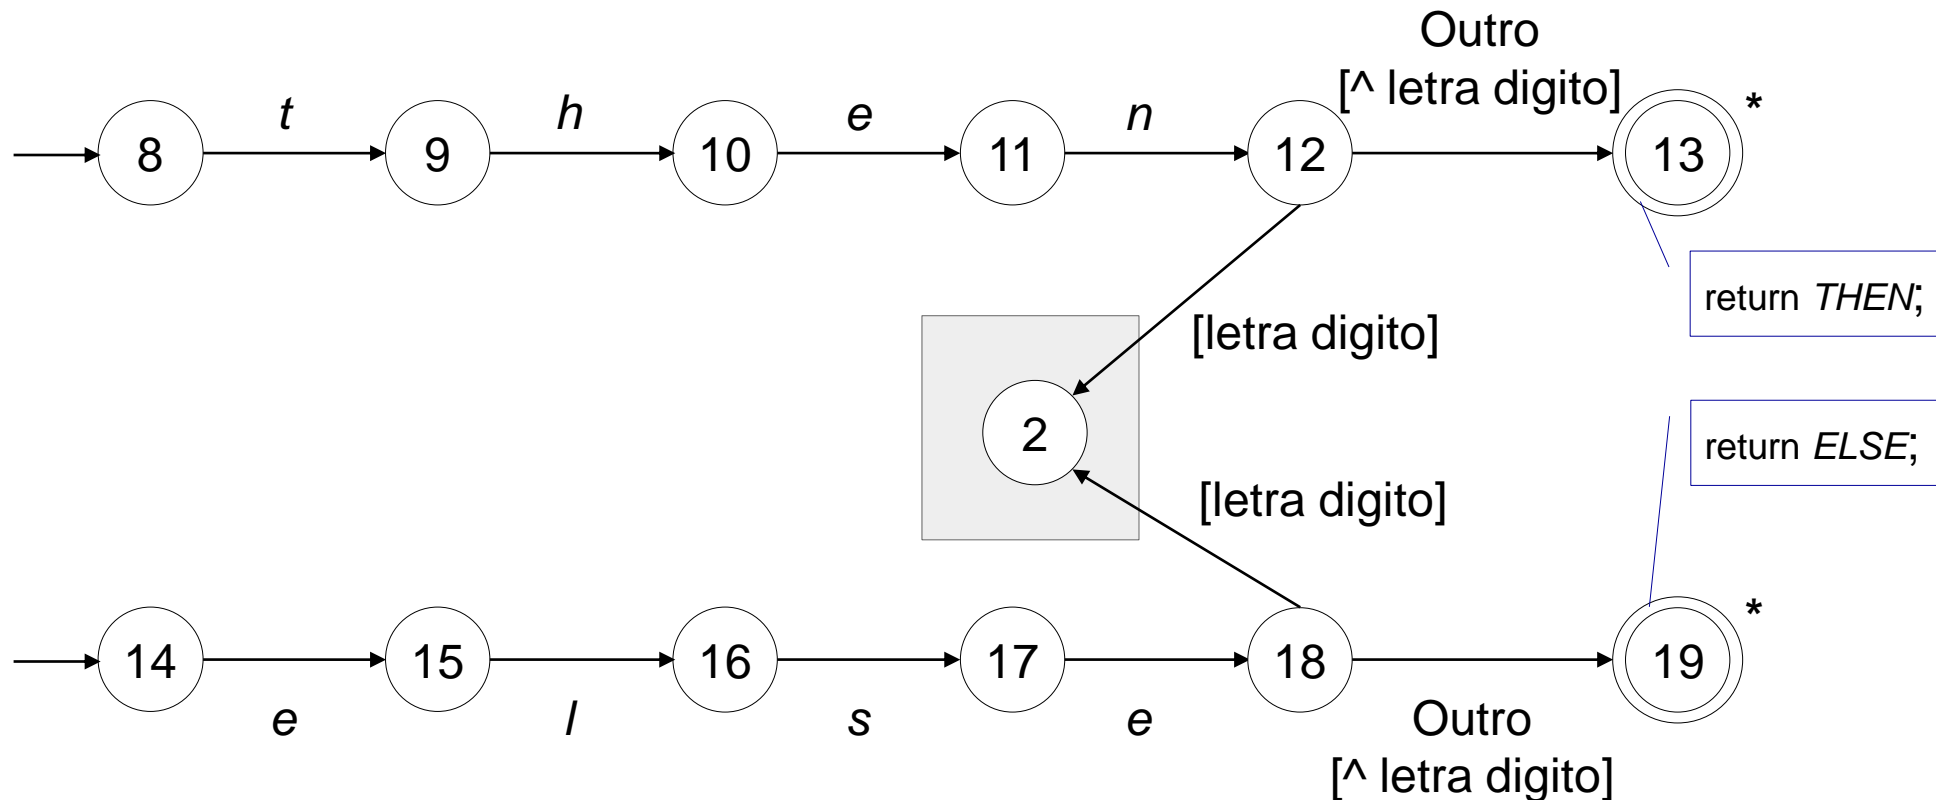 Outro
[^ letra digito]
t h e n
8 9 10 11 12 13 *
return THEN;
[letra digito]
2
return ELSE;
[letra digito]
14 15 16 17 18 19 *
e l s e Outro
[^ letra digito]